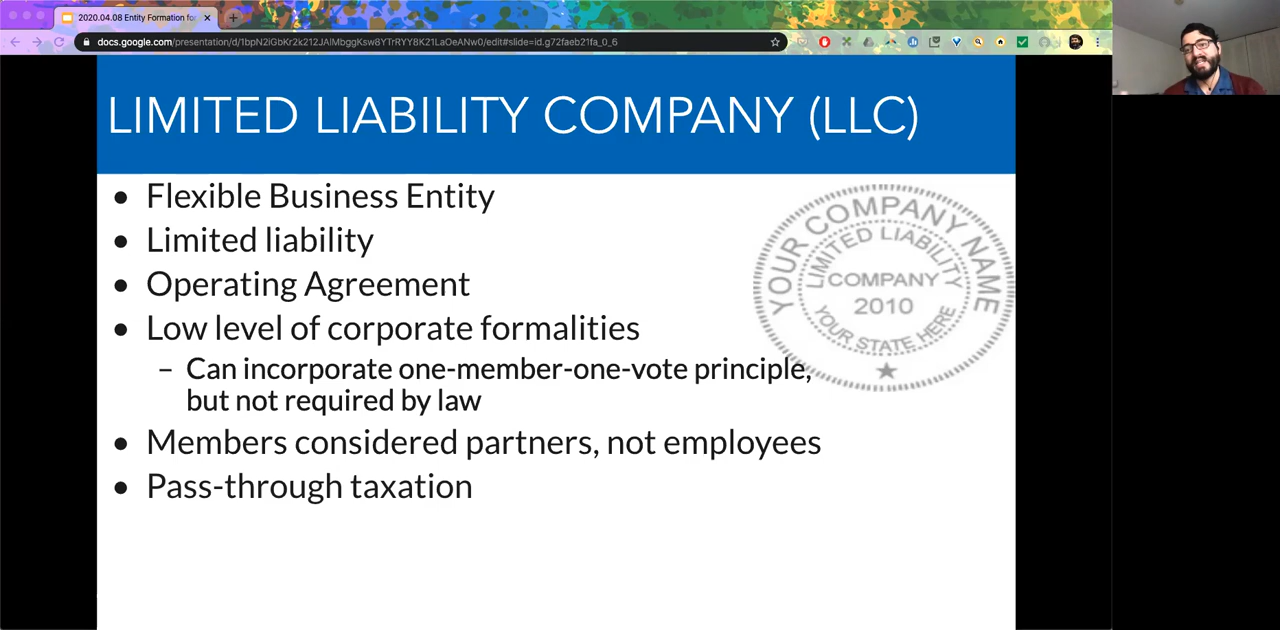 2020.04.08 Entity Formation for
docs.google.com/presentation/d/1bpN2iGbKr2k212JAlMbggKsw8YTrRYY8K21LaOeANw0/edit#slide=id.g72faeb21fa_0_6
LIMITED LIABILITY COMPANY (LLC)
• Flexible Business Entity
• Limited liability
• Operating Agreement
• Low level of corporate formalities
– Can incorporate one-member-one-vote principle,
but not required by law
• Members considered partners, not employees
• Pass-through taxation
YOUR COMPANY NAME
LIMITED LIABILITY
COMPANY
2010
YOUR STATE HERE